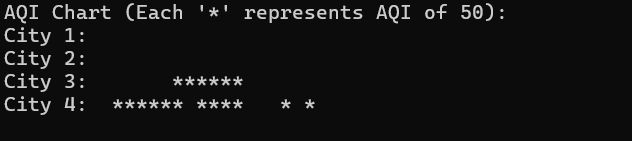 AQI Chart (Each '*' represents AQI of 50):
City 1:
City 2:
City 3:       ******
City 4:  ****** ****   * *